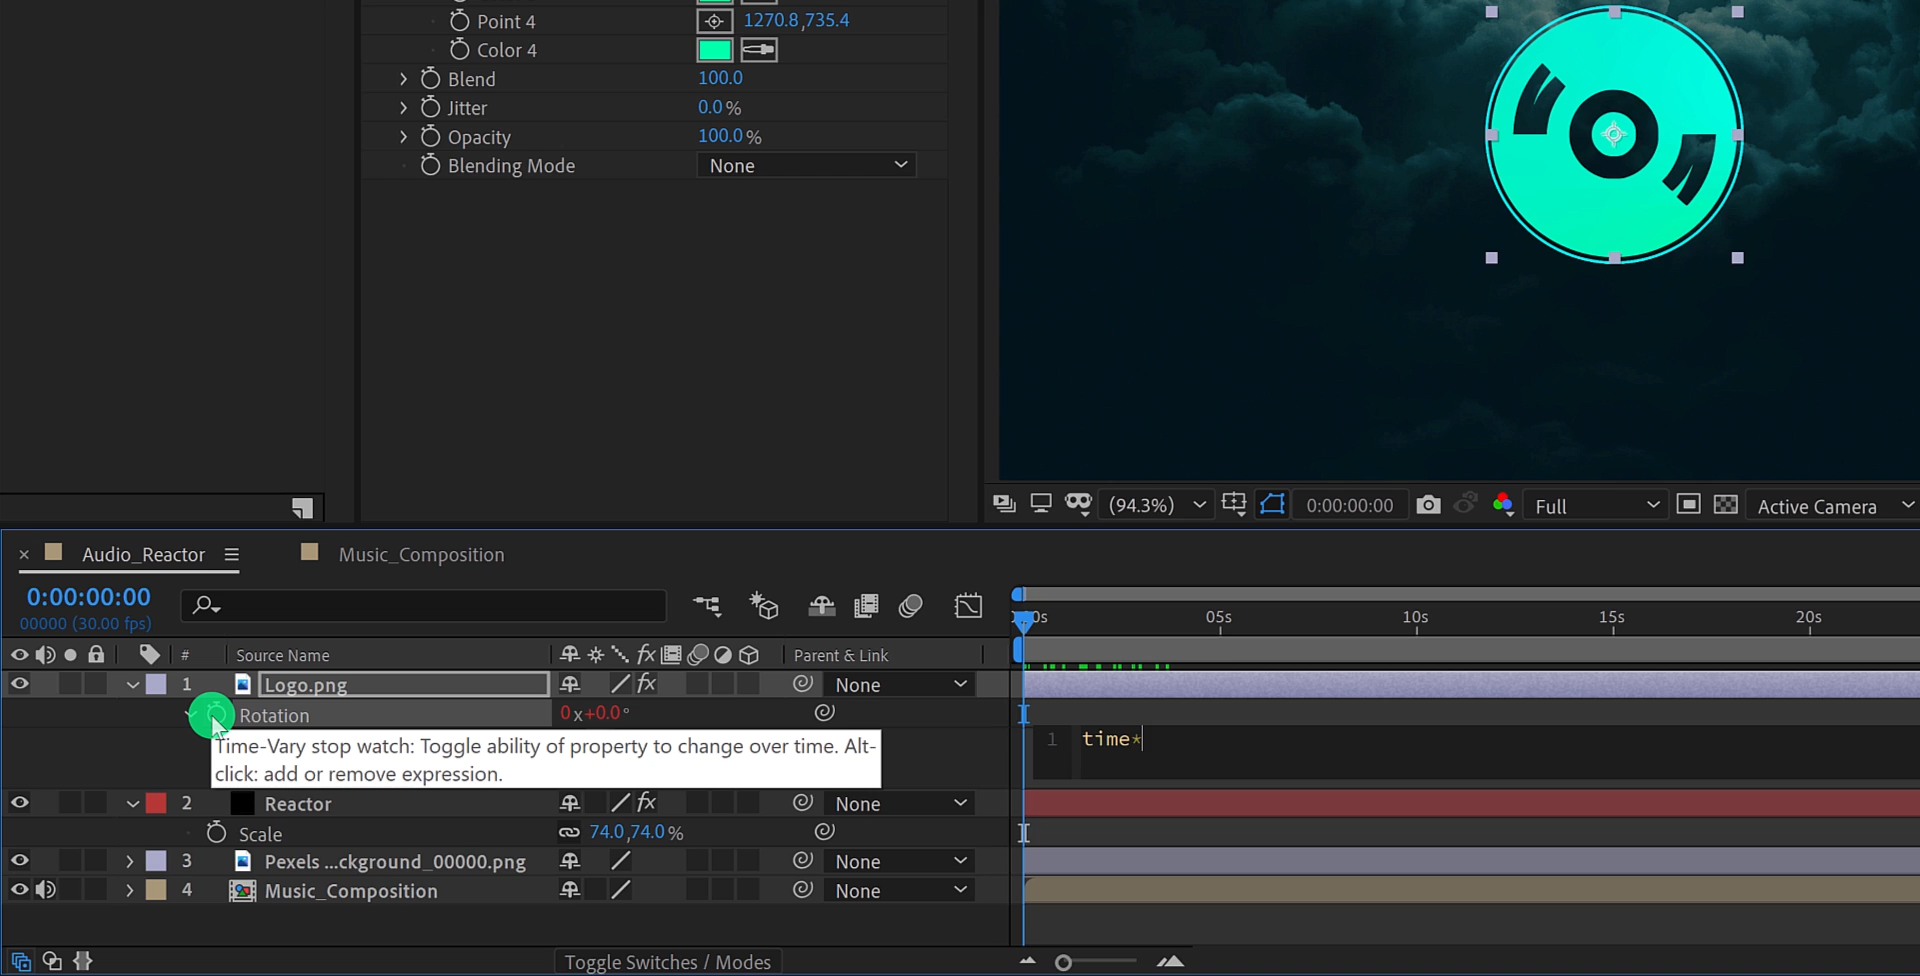 Point 4 1270.8,735.4
Color 4
Blend 100.0
Jitter 0.0 %
Opacity 100.0 %
Blending Mode None
(94.3%) 0:00:00:00 Full Active Camera
× Audio_Reactor Music_Composition
0:00:00:00
00000 (30.00 fps)
0s 05s 10s 15s 20s
# Source Name fx Parent & Link
1 Logo.png fx None
Rotation 0x+0.0°
1 time*
Time-Vary stop watch: Toggle ability of property to change over time. Alt-
click: add or remove expression.
2 Reactor fx None
Scale 74.0,74.0 %
3 Pexels ...ckground_00000.png None
4 Music_Composition None
Toggle Switches / Modes